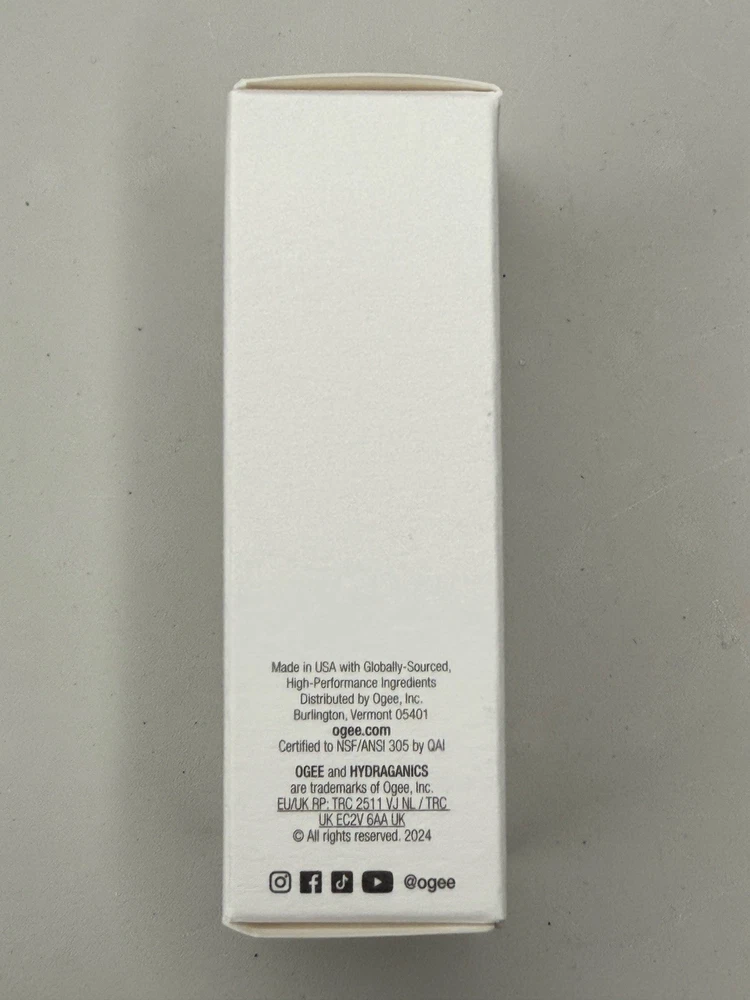 Made in USA with Globally-Sourced,
High-Performance Ingredients
Distributed by Ogee, Inc.
Burlington, Vermont 05401
ogee.com
Certified to NSF/ANSI 305 by QAI
OGEE and HYDRAGANICS
are trademarks of Ogee, Inc.
EU/UK RP: TRC 2511 VJ NL / TRC
UK EC2V 6AA UK
© All rights reserved. 2024
@ogee